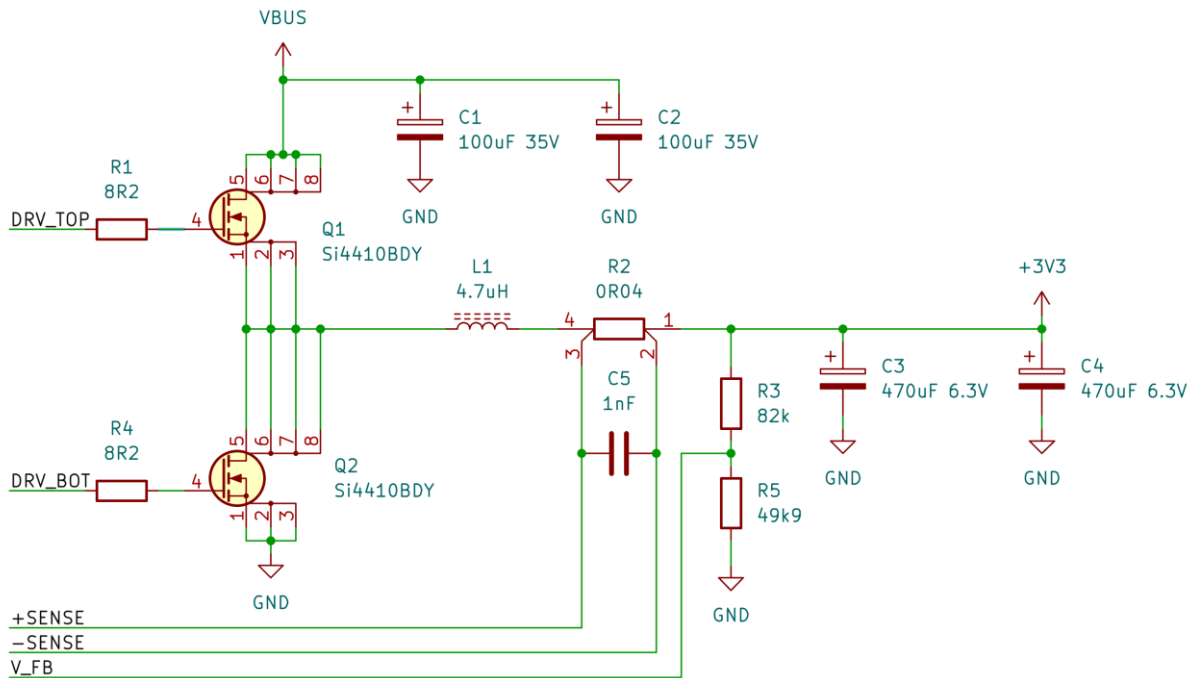 VBUS
+
C1
100uF 35V
+
C2
100uF 35V
GND
GND
R1
8R2
DRV_TOP
4
5
6
7
8
1
2
3
Q1
Si4410BDY
L1
4.7uH
R2
0R04
4
1
3
2
C5
1nF
+3V3
R3
82k
+
C3
470uF 6.3V
+
C4
470uF 6.3V
GND
GND
R4
8R2
DRV_BOT
4
5
6
7
8
1
2
3
Q2
Si4410BDY
GND
R5
49k9
GND
+SENSE
-SENSE
V_FB